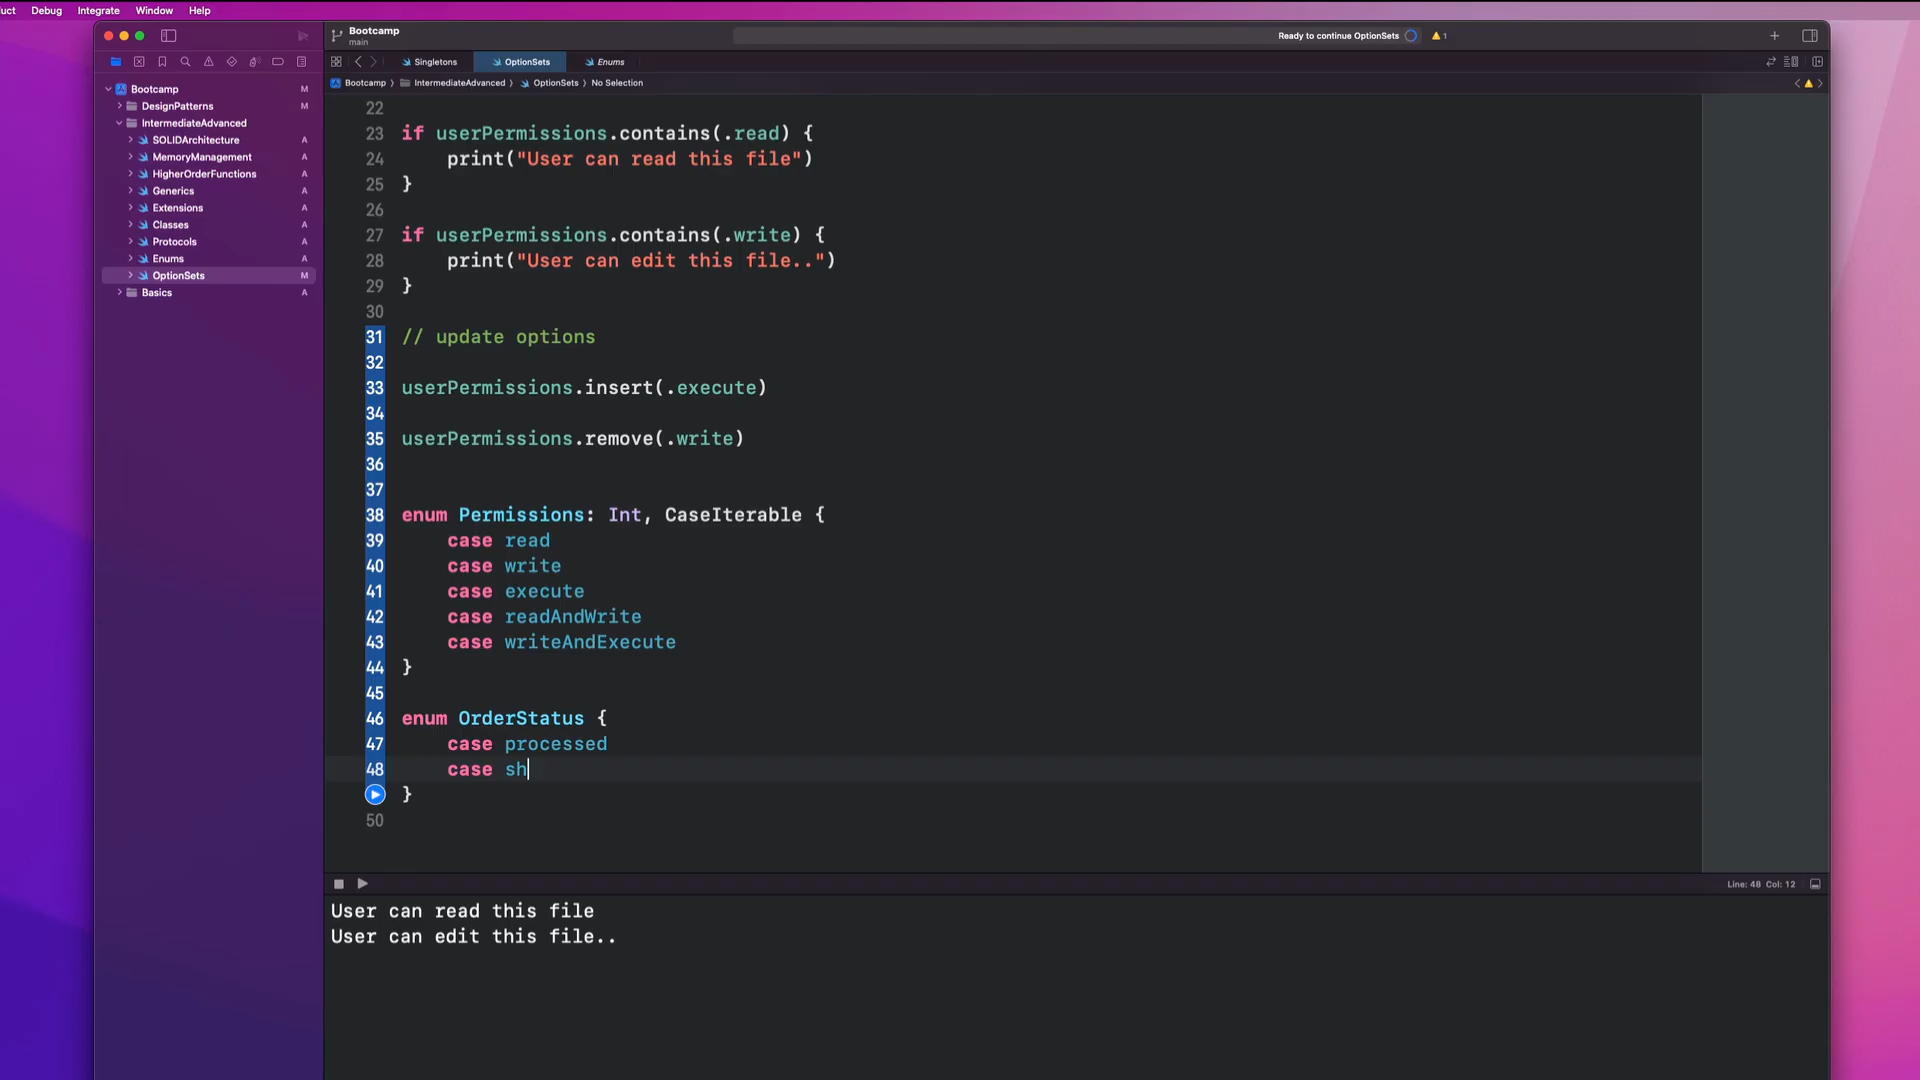 uct Debug Integrate Window Help
Bootcamp
main
Ready to continue OptionSets
1
Singletons
OptionSets
Enums
Bootcamp
IntermediateAdvanced
OptionSets
No Selection
Bootcamp M
DesignPatterns M
IntermediateAdvanced
SOLIDArchitecture A
MemoryManagement A
HigherOrderFunctions A
Generics A
Extensions A
Classes A
Protocols A
Enums A
OptionSets M
Basics A
22
23 if userPermissions.contains(.read) {
24 print("User can read this file")
25 }
26
27 if userPermissions.contains(.write) {
28 print("User can edit this file..")
29 }
30
31 // update options
32
33 userPermissions.insert(.execute)
34
35 userPermissions.remove(.write)
36
37
38 enum Permissions: Int, CaseIterable {
39 case read
40 case write
41 case execute
42 case readAndWrite
43 case writeAndExecute
44 }
45
46 enum OrderStatus {
47 case processed
48 case sh
}
50
Line: 48 Col: 12
User can read this file
User can edit this file..